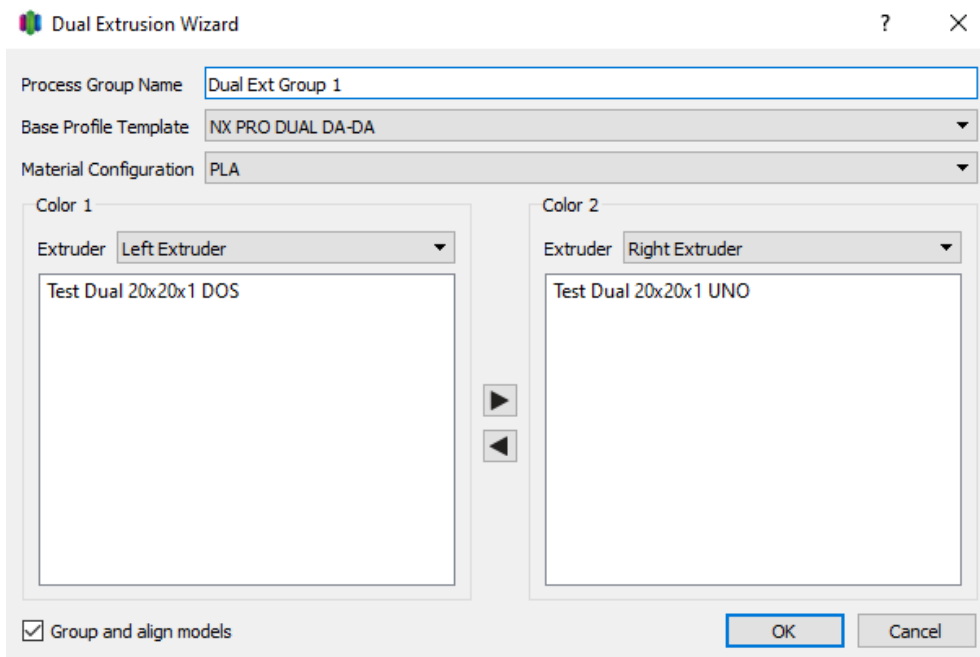 Dual Extrusion Wizard ?
Process Group Name Dual Ext Group 1
Base Profile Template NX PRO DUAL DA-DA
Material Configuration PLA
Color 1
Extruder Left Extruder
Test Dual 20x20x1 DOS
Color 2
Extruder Right Extruder
Test Dual 20x20x1 UNO
Group and align models
OK
Cancel